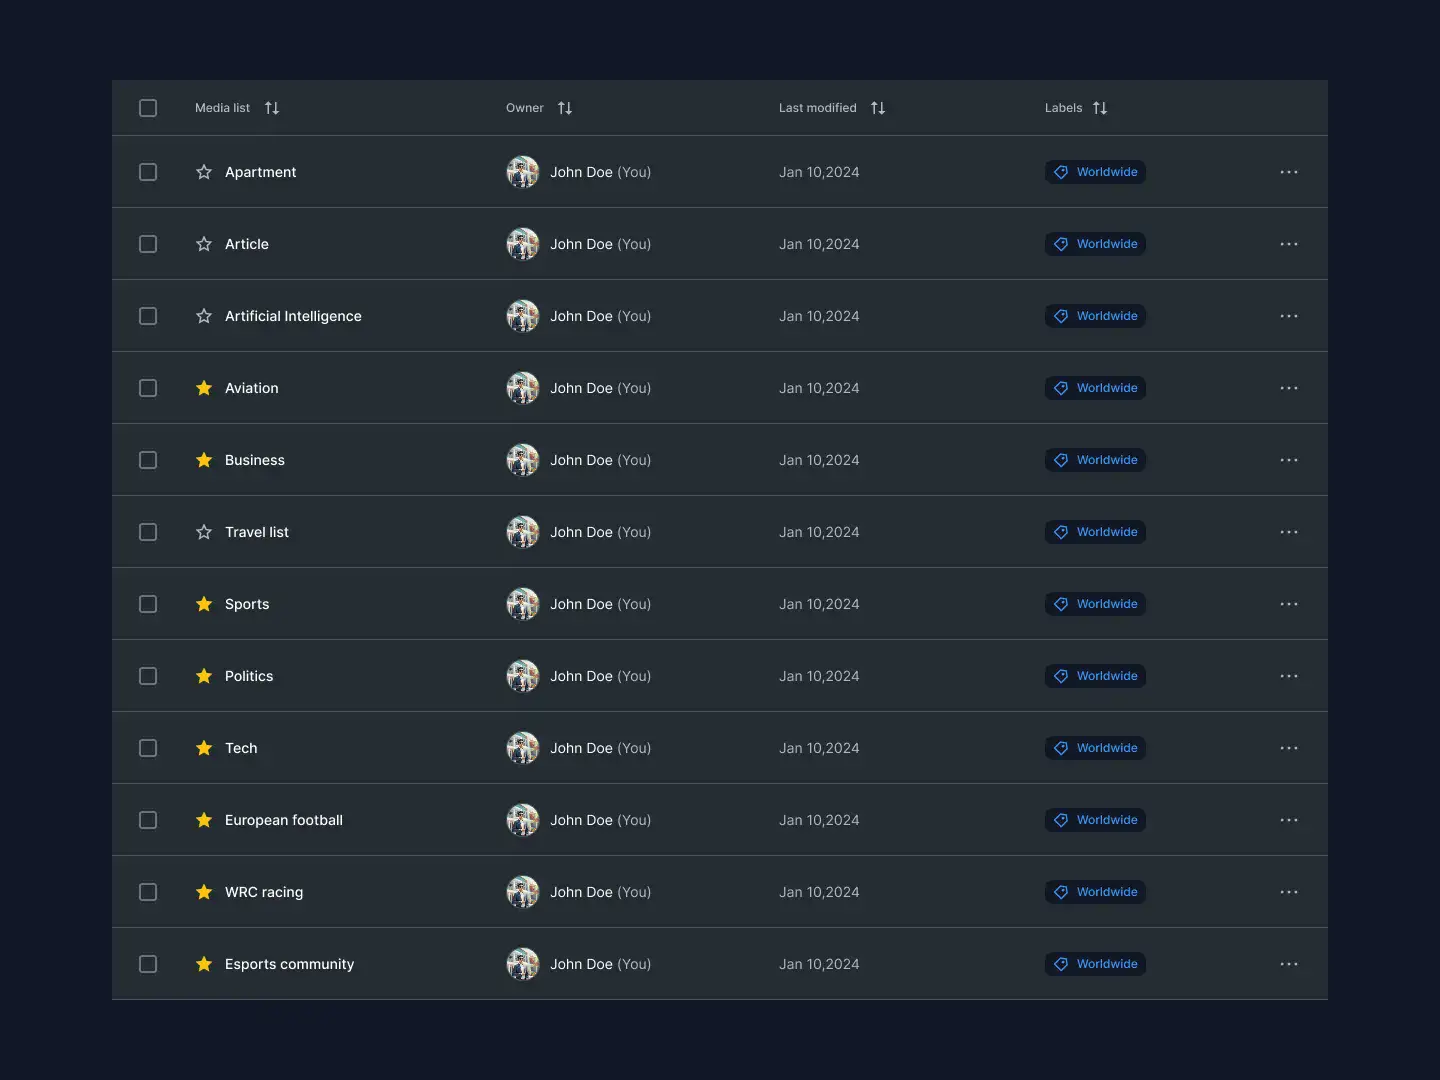 Media list Owner Last modified Labels
Apartment John Doe (You) Jan 10,2024 Worldwide
Article John Doe (You) Jan 10,2024 Worldwide
Artificial Intelligence John Doe (You) Jan 10,2024 Worldwide
Aviation John Doe (You) Jan 10,2024 Worldwide
Business John Doe (You) Jan 10,2024 Worldwide
Travel list John Doe (You) Jan 10,2024 Worldwide
Sports John Doe (You) Jan 10,2024 Worldwide
Politics John Doe (You) Jan 10,2024 Worldwide
Tech John Doe (You) Jan 10,2024 Worldwide
European football John Doe (You) Jan 10,2024 Worldwide
WRC racing John Doe (You) Jan 10,2024 Worldwide
Esports community John Doe (You) Jan 10,2024 Worldwide